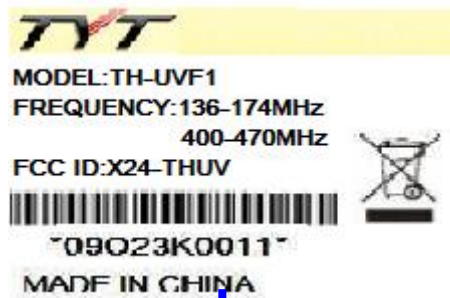 TYT
MODEL:TH-UVF1
FREQUENCY:136-174MHz
400-470MHz
FCC ID:X24-THUV
"09O23K0011"
MADE IN CHINA